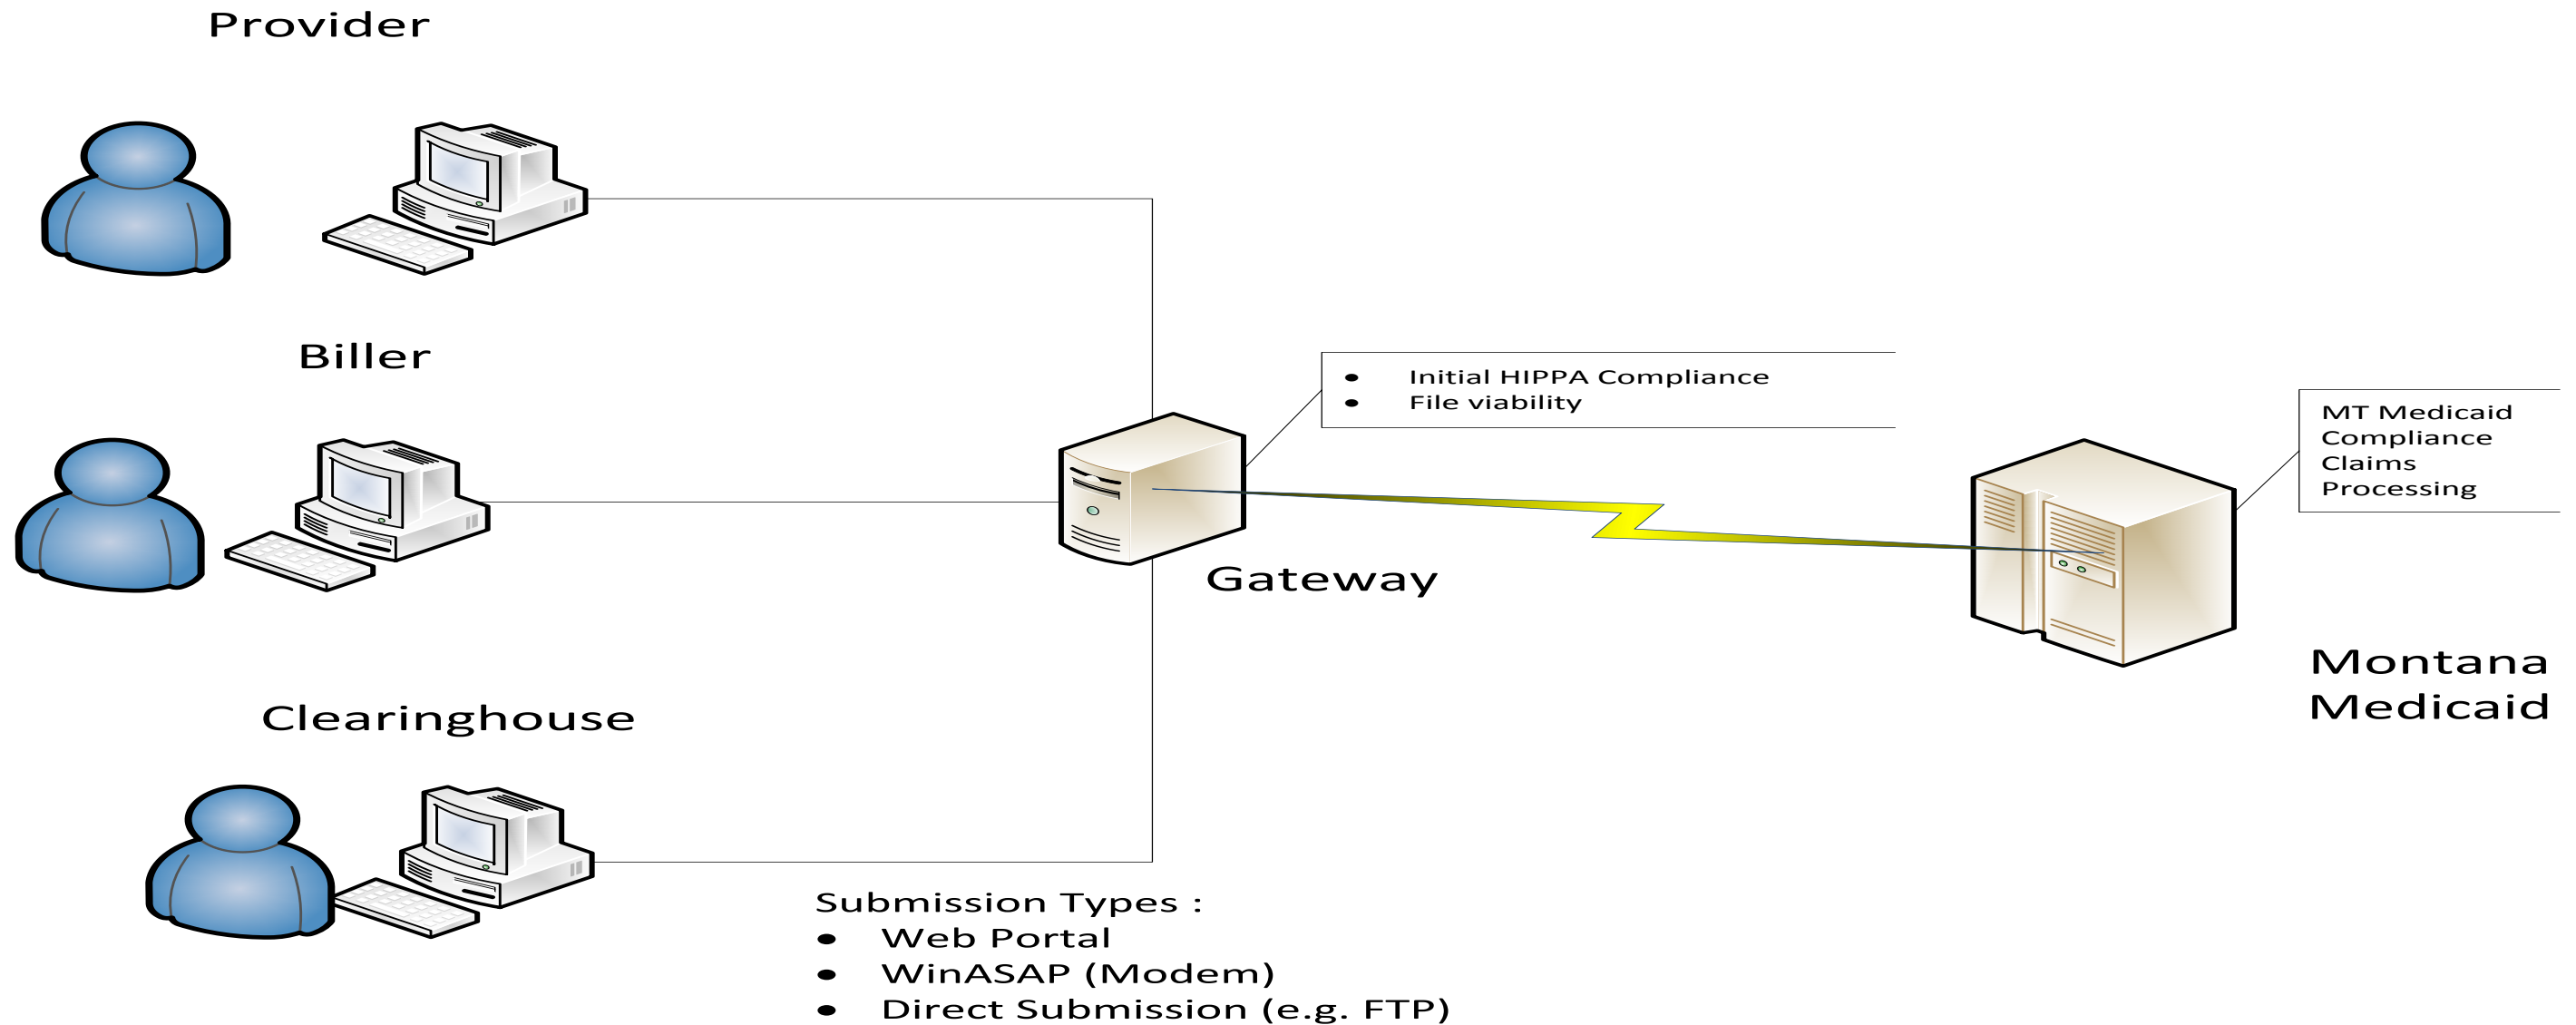 Provider
Biller
• Initial HIPPA Compliance
• File viability
MT Medicaid
Compliance
Claims
Processing
Gateway
Montana
Medicaid
Clearinghouse
Submission Types :
• Web Portal
• WinASAP (Modem)
• Direct Submission (e.g. FTP)